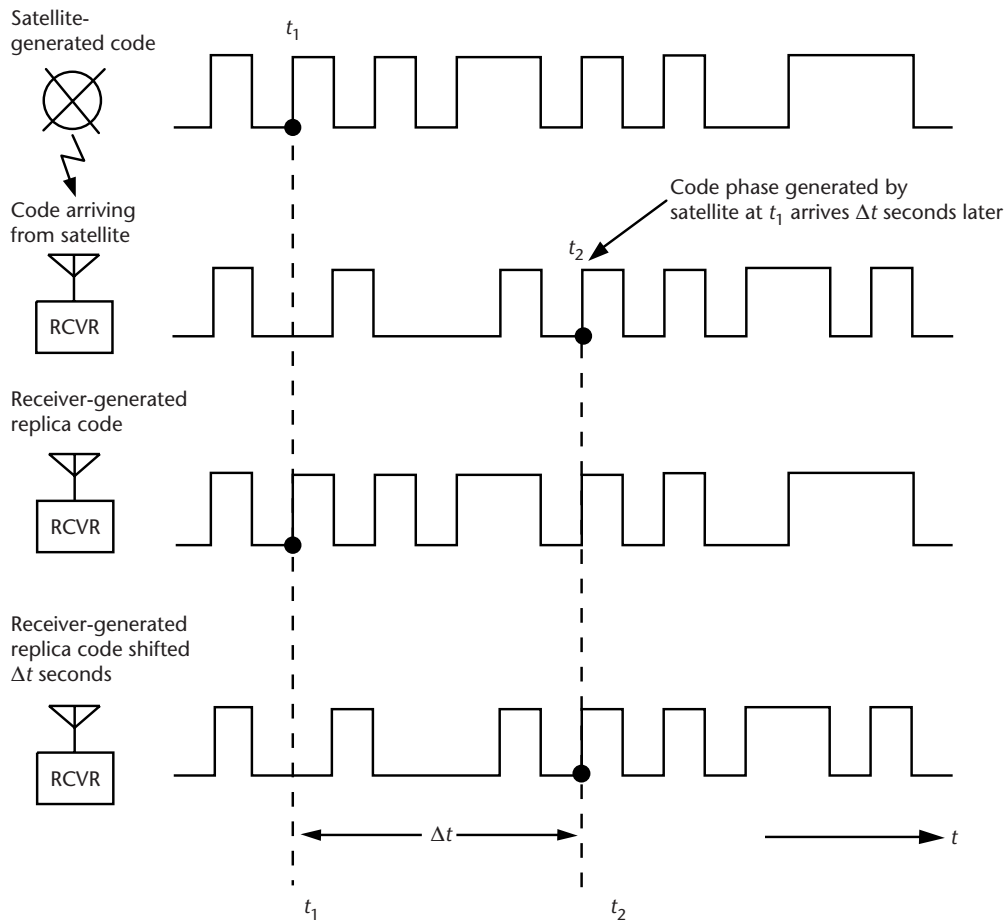 Satellite-
generated code
t₁
Code arriving
from satellite
Code phase generated by
satellite at t₁ arrives Δt seconds later
t₂
RCVR
Receiver-generated
replica code
RCVR
Receiver-generated
replica code shifted
Δt seconds
RCVR
Δt
t
t₁
t₂